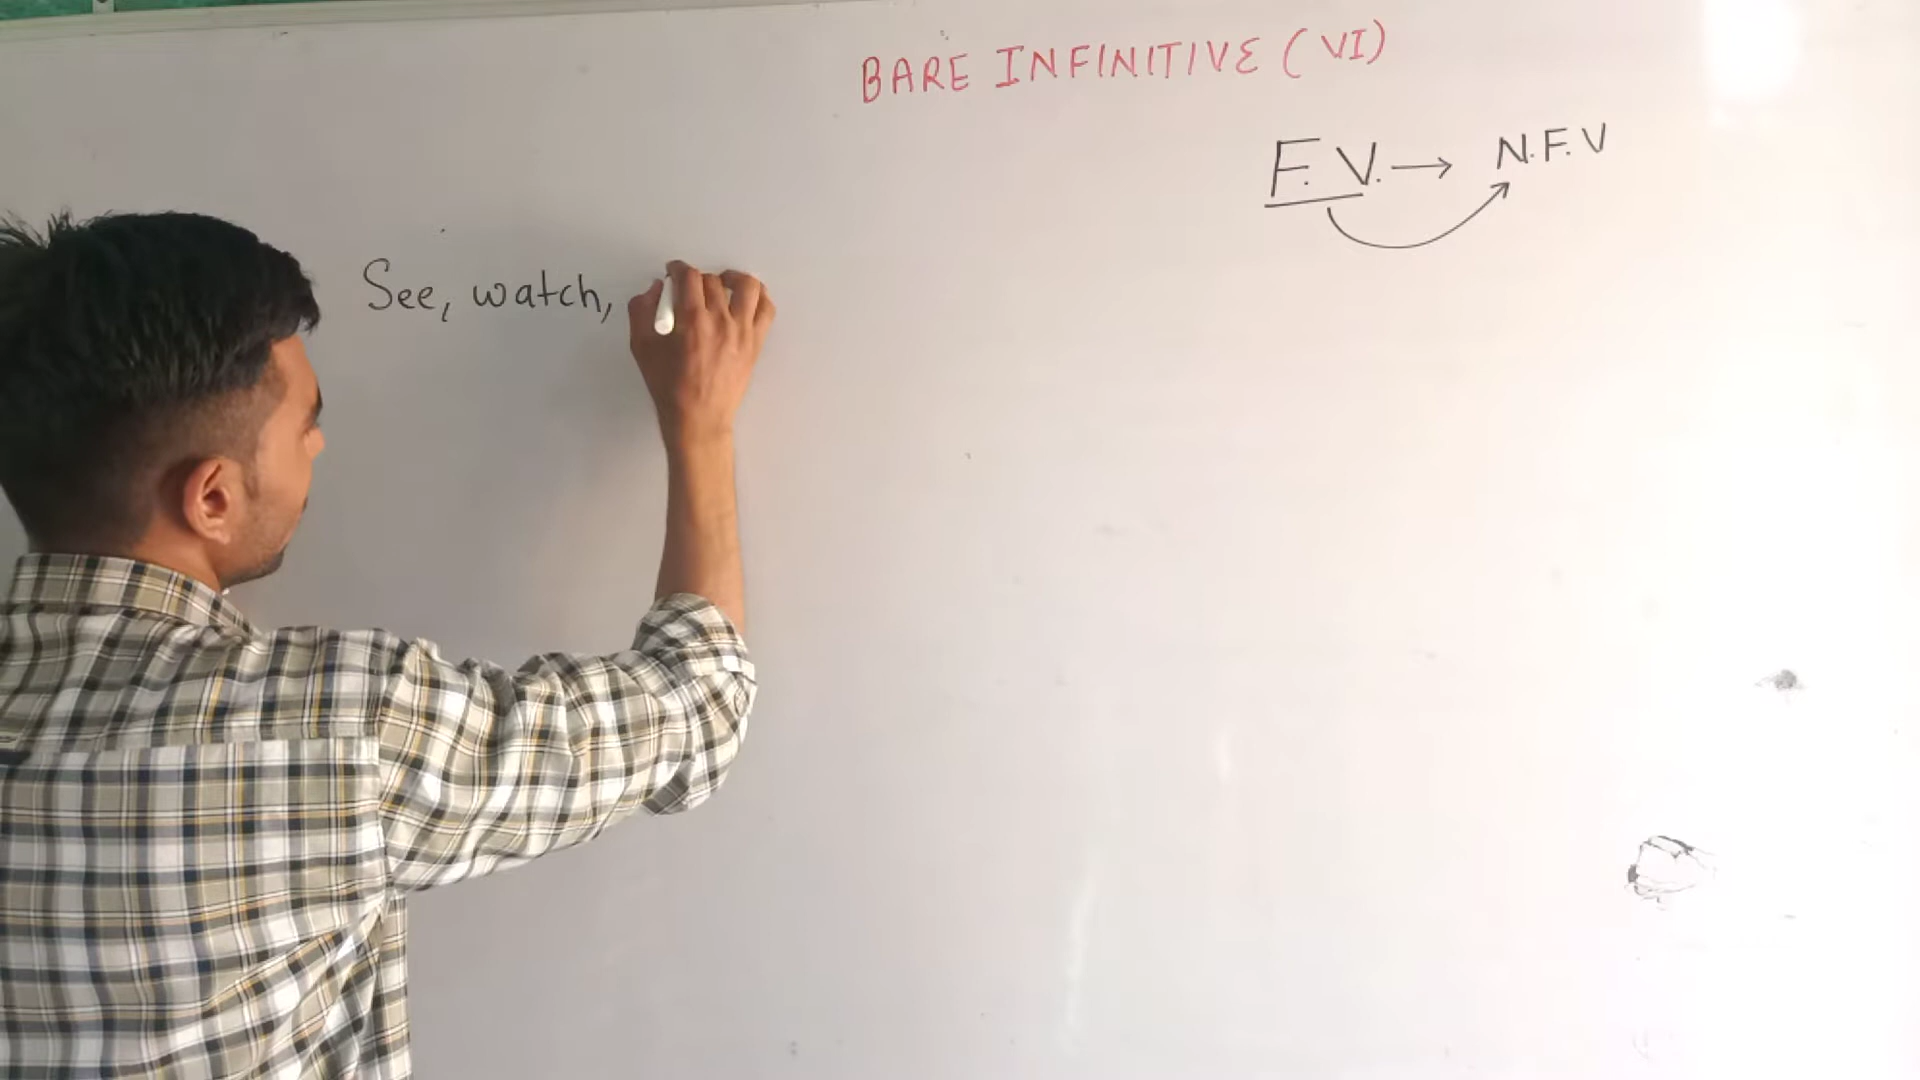 BARE INFINITIVE (VI)
F.V. → N.F.V
See, watch,